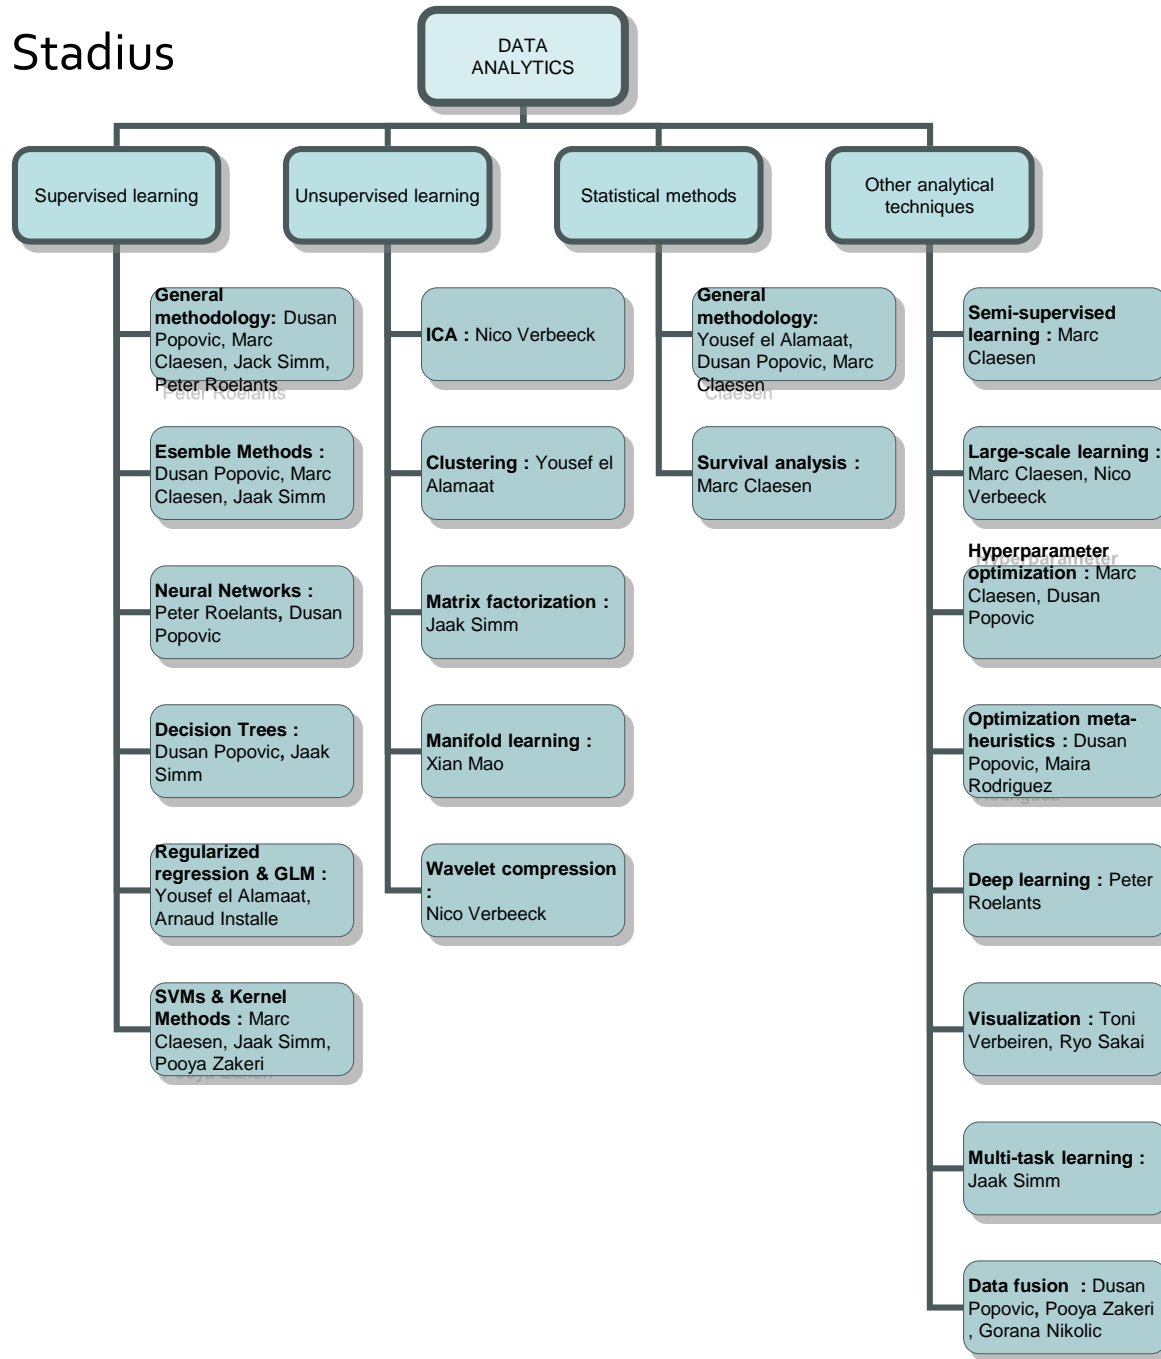 Stadius
DATA
ANALYTICS
Supervised learning
Unsupervised learning
Statistical methods
Other analytical
techniques
General
methodology: Dusan
Popovic, Marc
Claesen, Jack Simm,
Peter Roelants
Esemble Methods :
Dusan Popovic, Marc
Claesen, Jaak Simm
Neural Networks :
Peter Roelants, Dusan
Popovic
Decision Trees :
Dusan Popovic, Jaak
Simm
Regularized
regression & GLM :
Yousef el Alamaat,
Arnaud Installe
SVMs & Kernel
Methods : Marc
Claesen, Jaak Simm,
Pooya Zakeri
ICA : Nico Verbeeck
Clustering : Yousef el
Alamaat
Matrix factorization :
Jaak Simm
Manifold learning :
Xian Mao
Wavelet compression
:
Nico Verbeeck
General
methodology:
Yousef el Alamaat,
Dusan Popovic, Marc
Claesen
Survival analysis :
Marc Claesen
Semi-supervised
learning : Marc
Claesen
Large-scale learning :
Marc Claesen, Nico
Verbeeck
Hyperparameter
optimization : Marc
Claesen, Dusan
Popovic
Optimization meta-
heuristics : Dusan
Popovic, Maira
Rodriguez
Deep learning : Peter
Roelants
Visualization : Toni
Verbeiren, Ryo Sakai
Multi-task learning :
Jaak Simm
Data fusion  : Dusan
Popovic, Pooya Zakeri
, Gorana Nikolic